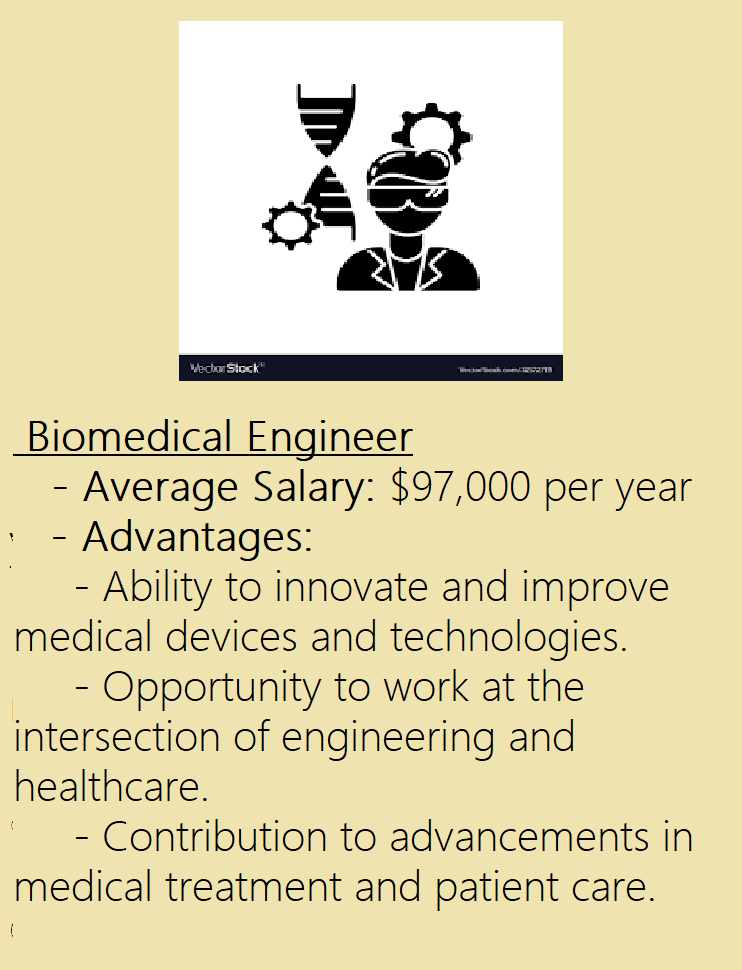 VectorStock®
VectorStock.com/32572719
Biomedical Engineer
- Average Salary: $97,000 per year
- Advantages:
- Ability to innovate and improve
medical devices and technologies.
- Opportunity to work at the
intersection of engineering and
healthcare.
- Contribution to advancements in
medical treatment and patient care.